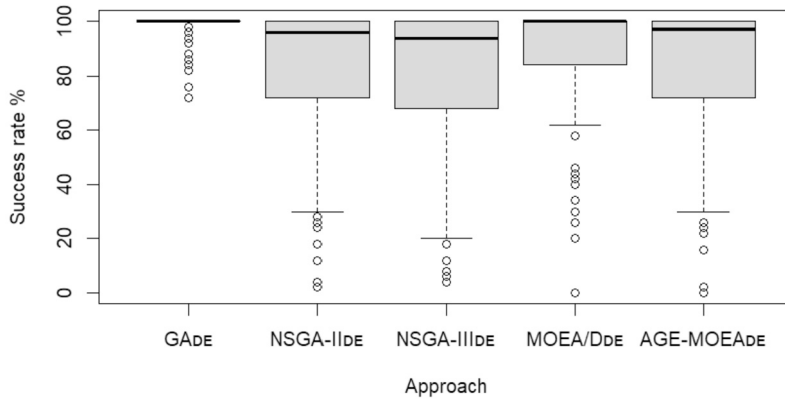 Success rate %
100
80
60
40
20
0
GADE NSGA-IIDE NSGA-IIIDE MOEA/DDE AGE-MOEADE
Approach